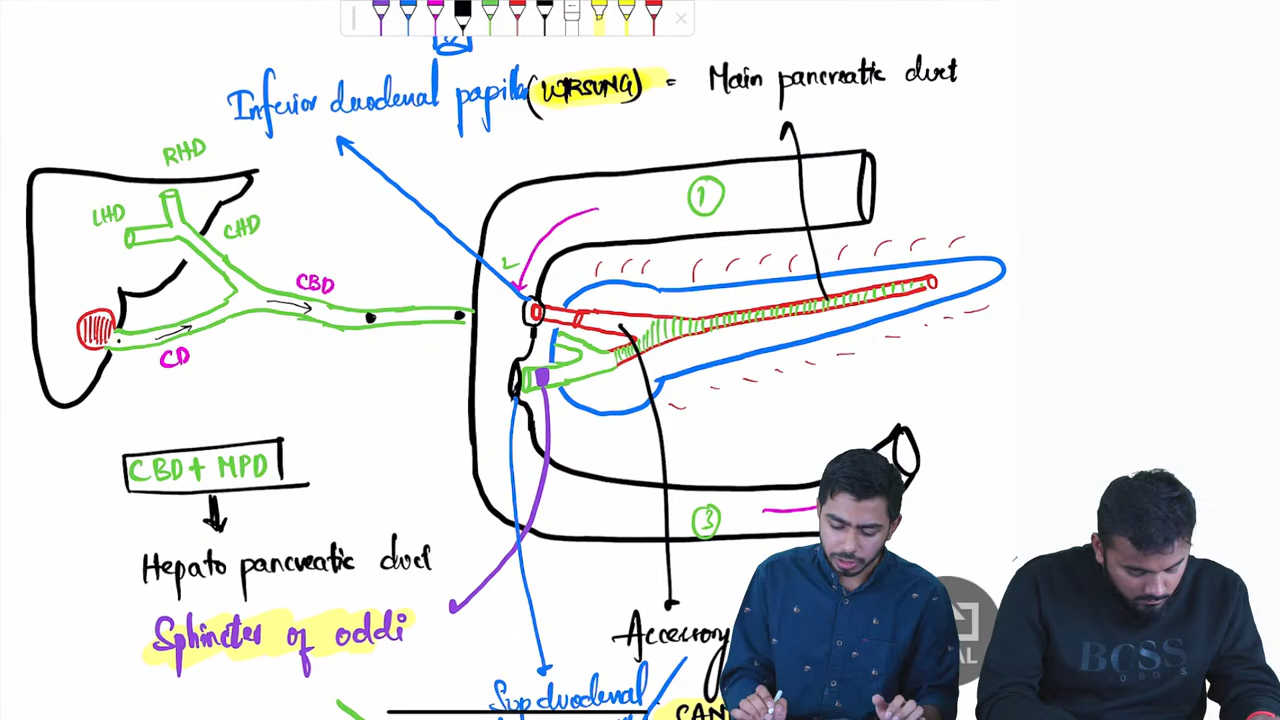 Inferior duodenal papilla (WIRSUNG) = Main pancreatic duct
RHD
LHD
CHD
CBD
CD
1
2
3
CBD + MPD
Hepato pancreatic duct
Sphincter of oddi
Accessory
Sup duodenal
BOSS